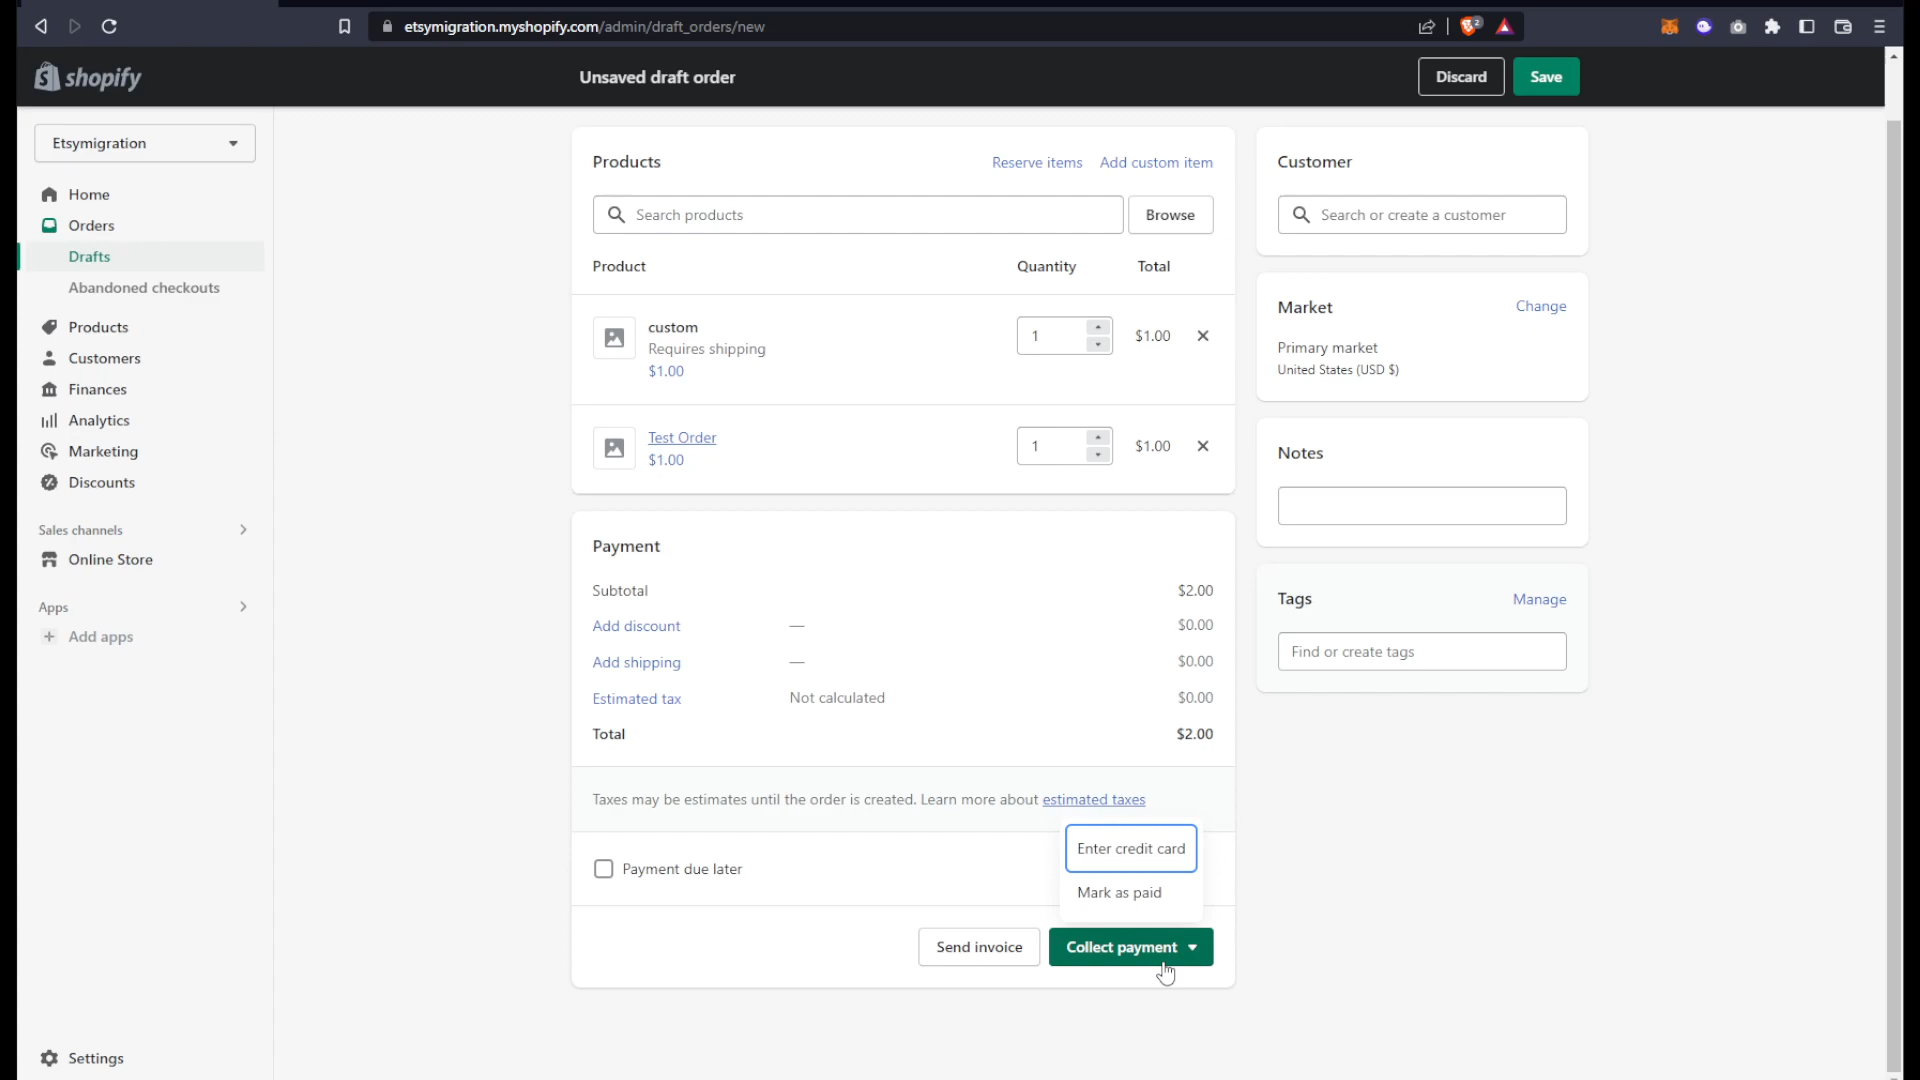 etsymigration.myshopify.com/admin/draft_orders/new
2
shopify
Unsaved draft order
Discard
Save
Etsymigration
Home
Orders
Drafts
Abandoned checkouts
Products
Customers
Finances
Analytics
Marketing
Discounts
Sales channels
Online Store
Apps
Add apps
Settings
Products
Reserve items
Add custom item
Search products
Browse
Product Quantity Total
custom
Requires shipping
$1.00
1
$1.00
Test Order
$1.00
1
$1.00
Payment
Subtotal $2.00
Add discount — $0.00
Add shipping — $0.00
Estimated tax Not calculated $0.00
Total $2.00
Taxes may be estimates until the order is created. Learn more about estimated taxes
Enter credit card
Payment due later
Mark as paid
Send invoice
Collect payment
Customer
Search or create a customer
Market Change
Primary market
United States (USD $)
Notes
Tags Manage
Find or create tags